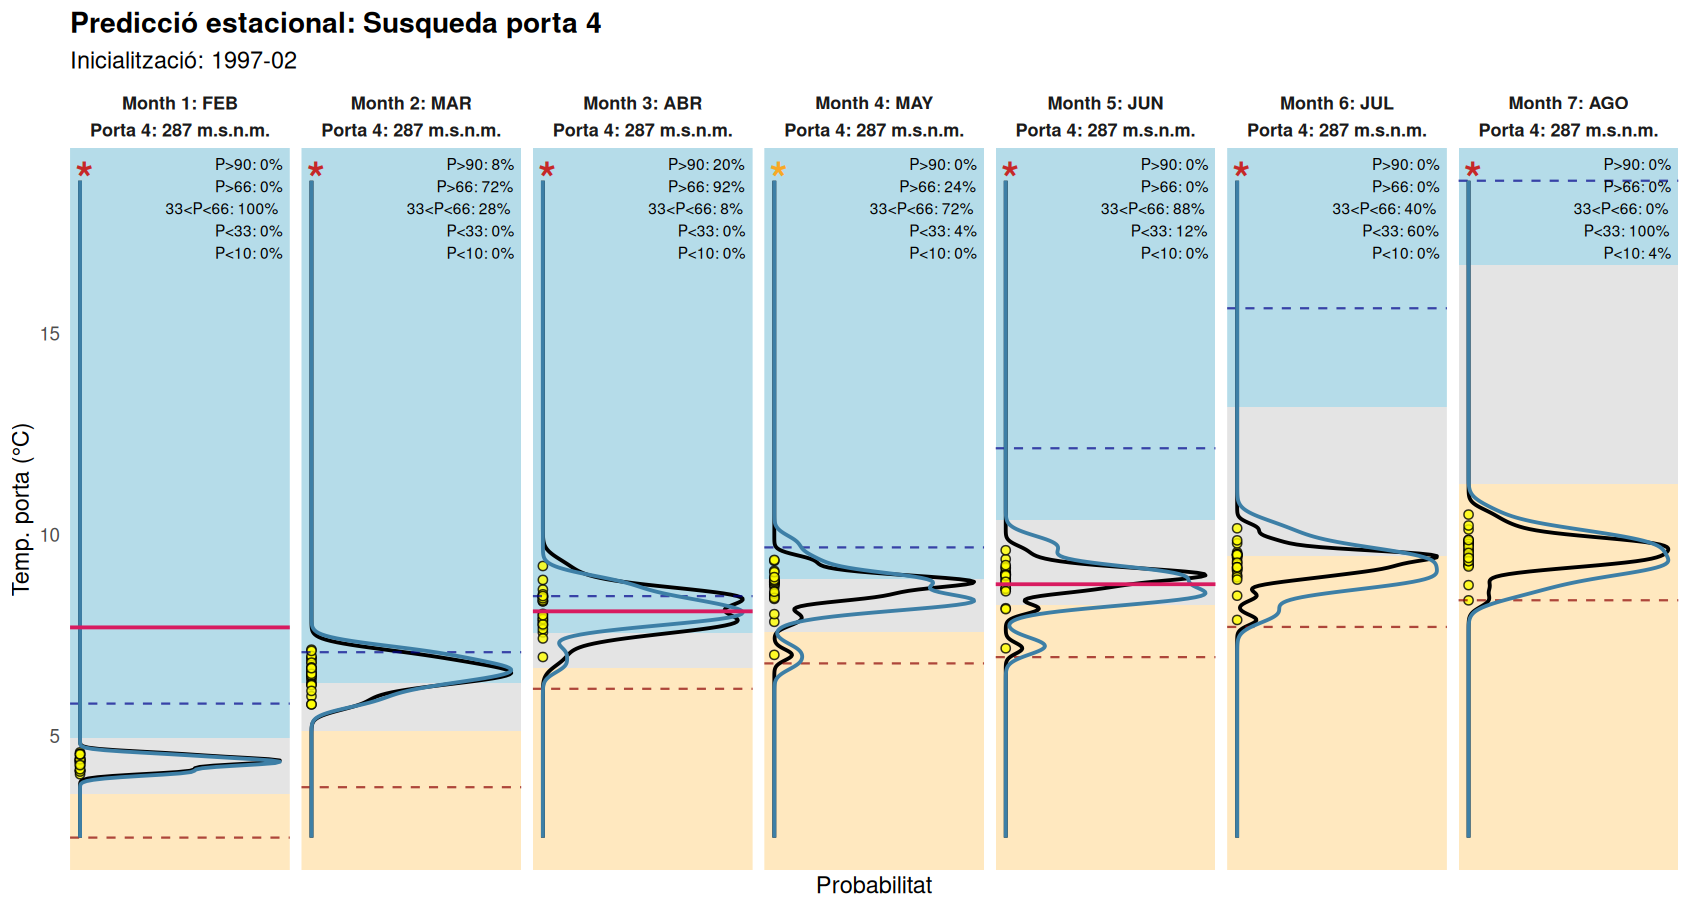 Predicció estacional: Susqueda porta 4
Inicialització: 1997-02
Month 1: FEB
Porta 4: 287 m.s.n.m.
Month 2: MAR
Porta 4: 287 m.s.n.m.
Month 3: ABR
Porta 4: 287 m.s.n.m.
Month 4: MAY
Porta 4: 287 m.s.n.m.
Month 5: JUN
Porta 4: 287 m.s.n.m.
Month 6: JUL
Porta 4: 287 m.s.n.m.
Month 7: AGO
Porta 4: 287 m.s.n.m.
*
P>90: 0%
P>66: 0%
33<P<66: 100%
P<33: 0%
P<10: 0%
*
P>90: 8%
P>66: 72%
33<P<66: 28%
P<33: 0%
P<10: 0%
*
P>90: 20%
P>66: 92%
33<P<66: 8%
P<33: 0%
P<10: 0%
*
P>90: 0%
P>66: 24%
33<P<66: 72%
P<33: 4%
P<10: 0%
*
P>90: 0%
P>66: 0%
33<P<66: 88%
P<33: 12%
P<10: 0%
*
P>90: 0%
P>66: 0%
33<P<66: 40%
P<33: 60%
P<10: 0%
*
P>90: 0%
P>66: 0%
33<P<66: 0%
P<33: 100%
P<10: 4%
15
10
5
Temp. porta (°C)
Probabilitat